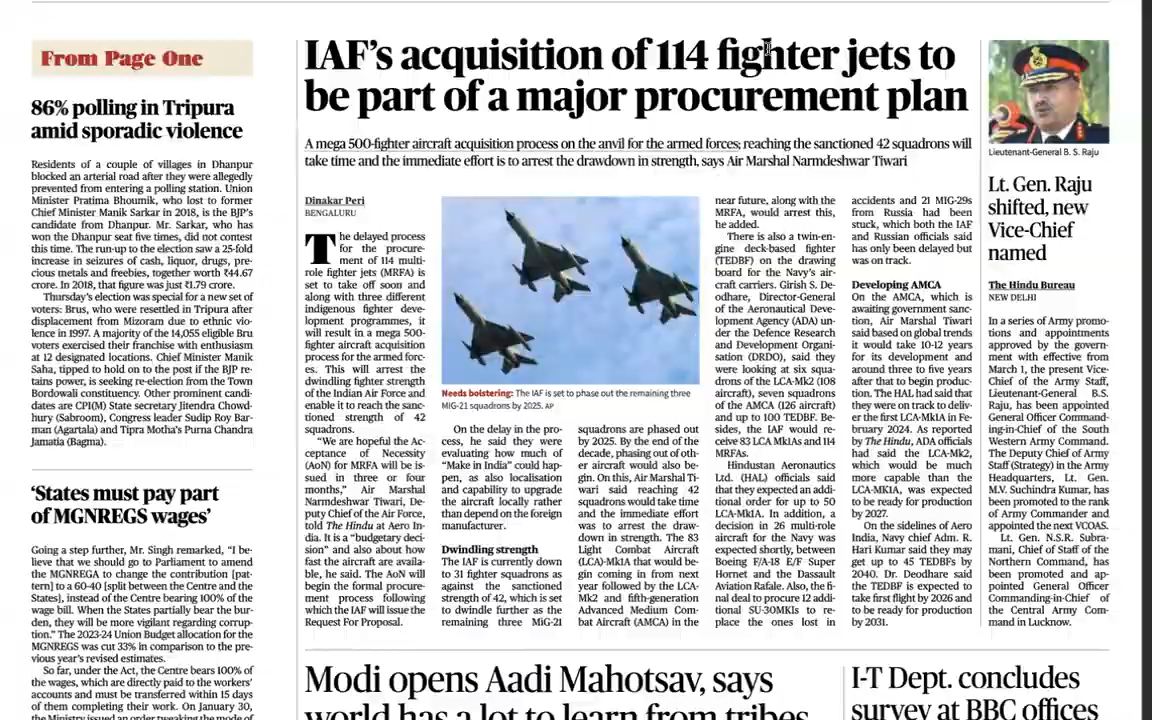 From Page One
86% polling in Tripura
amid sporadic violence
Residents of a couple of villages in Dhanpur
blocked an arterial road after they were allegedly
prevented from entering a polling station. Union
Minister Pratima Bhoumik, who lost to former
Chief Minister Manik Sarkar in 2018, is the BJP's
candidate from Dhanpur. Mr. Sarkar, who has
won the Dhanpur seat five times, did not contest
this time. The run-up to the election saw a 25-fold
increase in seizures of cash, liquor, drugs, pre-
cious metals and freebies, together worth ₹44.67
crore. In 2018, that figure was just ₹1.79 crore.
Thursday's election was special for a new set of
voters: Brus, who were resettled in Tripura after
displacement from Mizoram due to ethnic vio-
lence in 1997. A majority of the 14,055 eligible Bru
voters exercised their franchise with enthusiasm
at 12 designated locations. Chief Minister Manik
Saha, tipped to hold on to the post if the BJP re-
tains power, is seeking re-election from the Town
Bordowali constituency. Other prominent candi-
dates are CPI(M) State secretary Jitendra Chowd-
hury (Sabroom), Congress leader Sudip Roy Bar-
man (Agartala) and Tipra Motha's Purna Chandra
Jamatia (Bagma).
'States must pay part
of MGNREGS wages'
Going a step further, Mr. Singh remarked, "I be-
lieve that we should go to Parliament to amend
the MGNREGA to change the contribution [pat-
tern] to a 60-40 [split between the Centre and the
States], instead of the Centre bearing 100% of the
wage bill. When the States partially bear the bur-
den, they will be more vigilant regarding corrup-
tion." The 2023-24 Union Budget allocation for the
MGNREGS was cut 33% in comparison to the pre-
vious year's revised estimates.
So far, under the Act, the Centre bears 100% of
the wages, which are directly paid to the workers'
accounts and must be transferred within 15 days
of them completing their work. On January 30,
the Ministry issued an order tweaking the mode of
IAF's acquisition of 114 fighter jets to
be part of a major procurement plan
A mega 500-fighter aircraft acquisition process on the anvil for the armed forces; reaching the sanctioned 42 squadrons will
take time and the immediate effort is to arrest the drawdown in strength, says Air Marshal Narmdeshwar Tiwari
Dinakar Peri
BENGALURU
The delayed process
for the procure-
ment of 114 multi-
role fighter jets (MRFA) is
set to take off soon and
along with three different
indigenous fighter deve-
lopment programmes, it
will result in a mega 500-
fighter aircraft acquisition
process for the armed forc-
es. This will arrest the
dwindling fighter strength
of the Indian Air Force and
enable it to reach the sanc-
tioned strength of 42
squadrons.
"We are hopeful the Ac-
ceptance of Necessity
(AoN) for MRFA will be is-
sued in three or four
months," Air Marshal
Narmdeshwar Tiwari, De-
puty Chief of the Air Force,
told The Hindu at Aero In-
dia. It is a "budgetary deci-
sion" and also about how
fast the aircraft are availa-
ble, he said. The AoN will
begin the formal procure-
ment process following
which the IAF will issue the
Request For Proposal.
Needs bolstering: The IAF is set to phase out the remaining three
MIG-21 squadrons by 2025. AP
On the delay in the pro-
cess, he said they were
evaluating how much of
"Make in India" could hap-
pen, as also localisation
and capability to upgrade
the aircraft locally rather
than depend on the foreign
manufacturer.
Dwindling strength
The IAF is currently down
to 31 fighter squadrons as
against the sanctioned
strength of 42, which is set
to dwindle further as the
remaining three MiG-21
squadrons are phased out
by 2025. By the end of the
decade, phasing out of oth-
er aircraft would also be-
gin. On this, Air Marshal Ti-
wari said reaching 42
squadrons would take time
and the immediate effort
was to arrest the draw-
down in strength. The 83
Light Combat Aircraft
(LCA)-Mk1A that would be-
gin coming in from next
year followed by the LCA-
Mk2 and fifth-generation
Advanced Medium Com-
bat Aircraft (AMCA) in the
near future, along with the
MRFA, would arrest this,
he added.
There is also a twin-en-
gine deck-based fighter
(TEDBF) on the drawing
board for the Navy's air-
craft carriers. Girish S. De-
odhare, Director-General
of the Aeronautical Deve-
lopment Agency (ADA) un-
der the Defence Research
and Development Organi-
sation (DRDO), said they
were looking at six squa-
drons of the LCA-Mk2 (108
aircraft), seven squadrons
of the AMCA (126 aircraft)
and up to 100 TEDBF. Be-
sides, the IAF would re-
ceive 83 LCA Mk1As and 114
MRFAs.
Hindustan Aeronautics
Ltd. (HAL) officials said
that they expected an addi-
tional order for up to 50
LCA-Mk1A. In addition, a
decision in 26 multi-role
aircraft for the Navy was
expected shortly, between
Boeing F/A-18 E/F Super
Hornet and the Dassault
Aviation Rafale. Also, the fi-
nal deal to procure 12 addi-
tional SU-30MKIs to re-
place the ones lost in
accidents and 21 MIG-29s
from Russia had been
stuck, which both the IAF
and Russian officials said
has only been delayed but
was on track.
Developing AMCA
On the AMCA, which is
awaiting government sanc-
tion, Air Marshal Tiwari
said based on global trends
it would take 10-12 years
for its development and
around three to five years
after that to begin produc-
tion. The HAL had said that
they were on track to deliv-
er the first LCA-Mk1A in Fe-
bruary 2024. As reported
by The Hindu, ADA officials
had said the LCA-Mk2,
which would be much
more capable than the
LCA-MK1A, was expected
to be ready for production
by 2027.
On the sidelines of Aero
India, Navy chief Adm. R.
Hari Kumar said they may
get up to 45 TEDBFs by
2040. Dr. Deodhare said
the TEDBF is expected to
take first flight by 2026 and
to be ready for production
by 2031.
Lieutenant-General B. S. Raju
Lt. Gen. Raju
shifted, new
Vice-Chief
named
The Hindu Bureau
NEW DELHI
In a series of Army promo-
tions and appointments
approved by the govern-
ment with effective from
March 1, the present Vice-
Chief of the Army Staff,
Lieutenant-General B.S.
Raju, has been appointed
General Officer Command-
ing-in-Chief of the South
Western Army Command.
The Deputy Chief of Army
Staff (Strategy) in the Army
Headquarters, Lt. Gen.
M.V. Suchindra Kumar, has
been promoted to the rank
of Army Commander and
appointed the next VCOAS.
Lt. Gen. N.S.R. Subra-
mani, Chief of Staff of the
Northern Command, has
been promoted and ap-
pointed General Officer
Commanding-in-Chief of
the Central Army Com-
mand in Lucknow.
Modi opens Aadi Mahotsav, says
world has a lot to learn from tribes
I-T Dept. concludes
survey at BBC offices